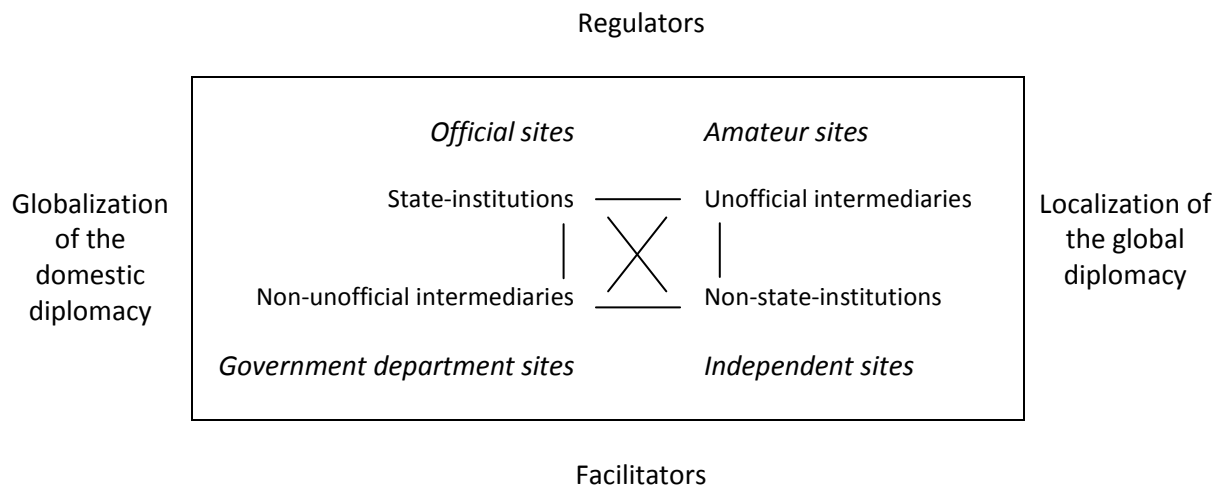 Regulators
Official sites
Amateur sites
State-institutions
Unofficial intermediaries
Globalization
of the
domestic
diplomacy
Localization of
the global
diplomacy
Non-unofficial intermediaries
Non-state-institutions
Government department sites
Independent sites
Facilitators